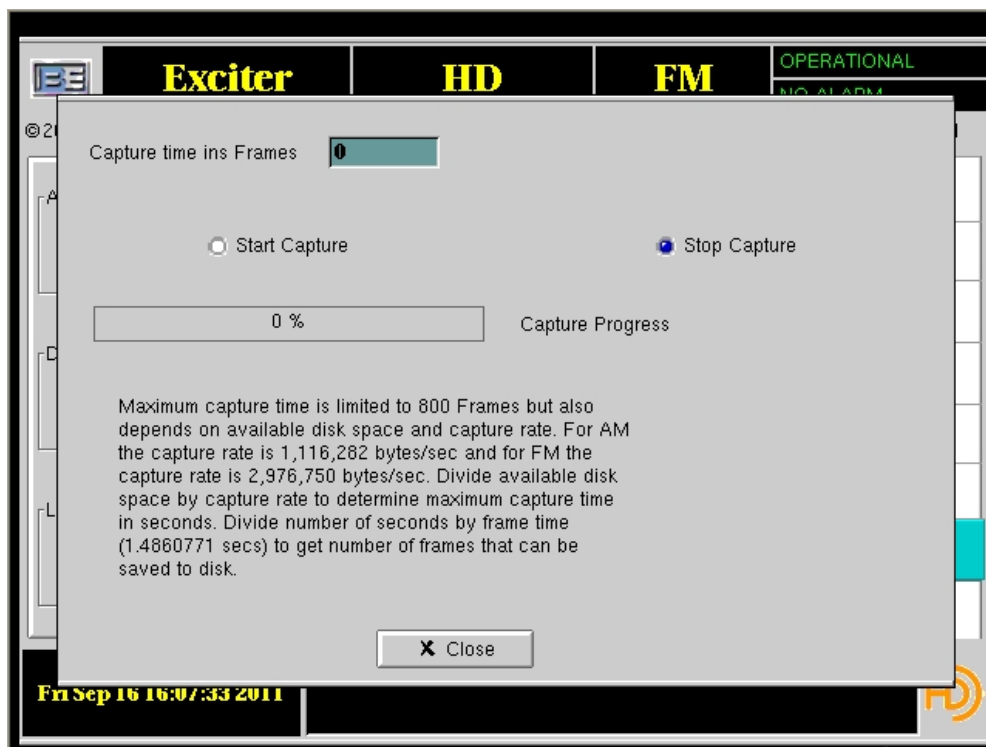 BE
Exciter
HD
FM
OPERATIONAL
NO ALARM
© 2
Capture time ins Frames
0
Start Capture
Stop Capture
0 %
Capture Progress
Maximum capture time is limited to 800 Frames but also
depends on available disk space and capture rate. For AM
the capture rate is 1,116,282 bytes/sec and for FM the
capture rate is 2,976,750 bytes/sec. Divide available disk
space by capture rate to determine maximum capture time
in seconds. Divide number of seconds by frame time
(1.4860771 secs) to get number of frames that can be
saved to disk.
A
D
L
X Close
Fri Sep 16 16:07:33 2011
HD